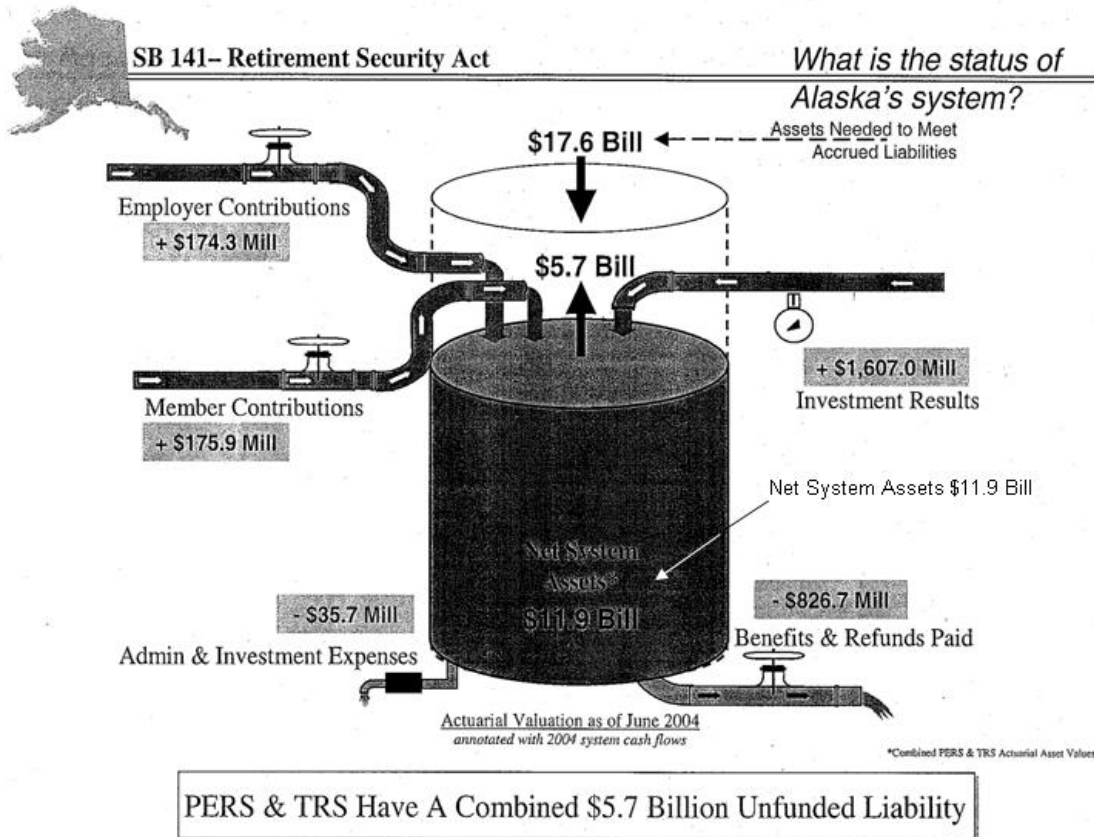 SB 141– Retirement Security Act
What is the status of
Alaska's system?
$17.6 Bill
Assets Needed to Meet
Accrued Liabilities
Employer Contributions
+ $174.3 Mill
$5.7 Bill
+ $1,607.0 Mill
Investment Results
Member Contributions
+ $175.9 Mill
Net System Assets $11.9 Bill
Net System
Assets*
$11.9 Bill
- $35.7 Mill
Admin & Investment Expenses
- $826.7 Mill
Benefits & Refunds Paid
Actuarial Valuation as of June 2004
annotated with 2004 system cash flows
*Combined PERS & TRS Actuarial Asset Values
PERS & TRS Have A Combined $5.7 Billion Unfunded Liability